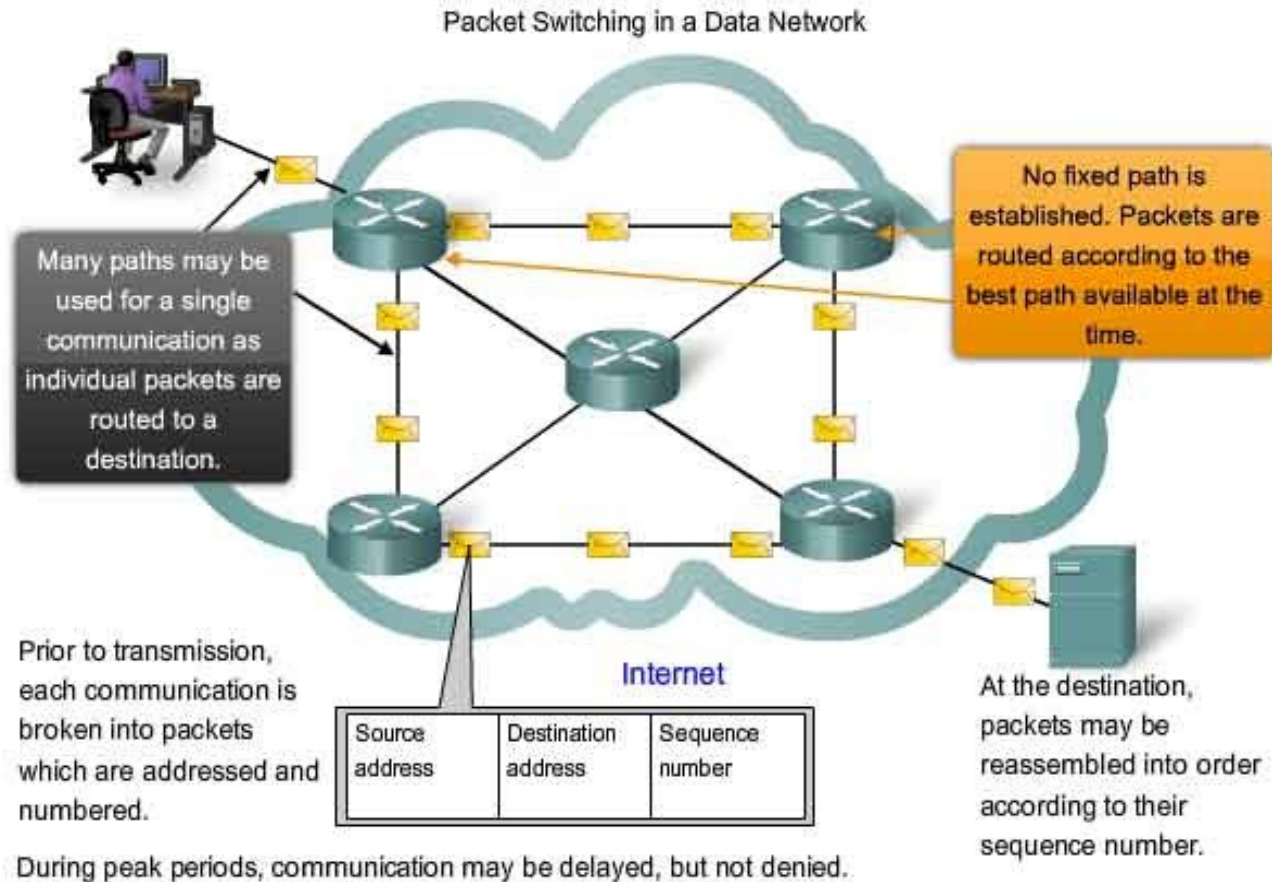 Packet Switching in a Data Network
Many paths may be
used for a single
communication as
individual packets are
routed to a
destination.
No fixed path is
established. Packets are
routed according to the
best path available at the
time.
Prior to transmission,
each communication is
broken into packets
which are addressed and
numbered.
Internet
Source
address
Destination
address
Sequence
number
At the destination,
packets may be
reassembled into order
according to their
sequence number.
During peak periods, communication may be delayed, but not denied.